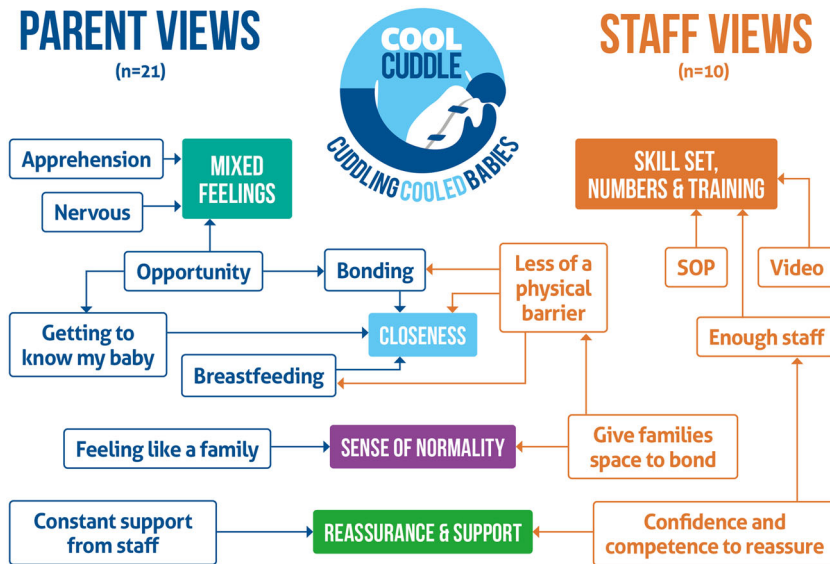 PARENT VIEWS
(n=21)
COOL
CUDDLE
CUDDLING COOLED BABIES
STAFF VIEWS
(n=10)
Apprehension
MIXED
FEELINGS
Nervous
SKILL SET,
NUMBERS & TRAINING
Opportunity
Bonding
Less of a
physical
barrier
SOP
Video
Getting to
know my baby
CLOSENESS
Enough staff
Breastfeeding
Feeling like a family
SENSE OF NORMALITY
Give families
space to bond
Constant support
from staff
REASSURANCE & SUPPORT
Confidence and
competence to reassure